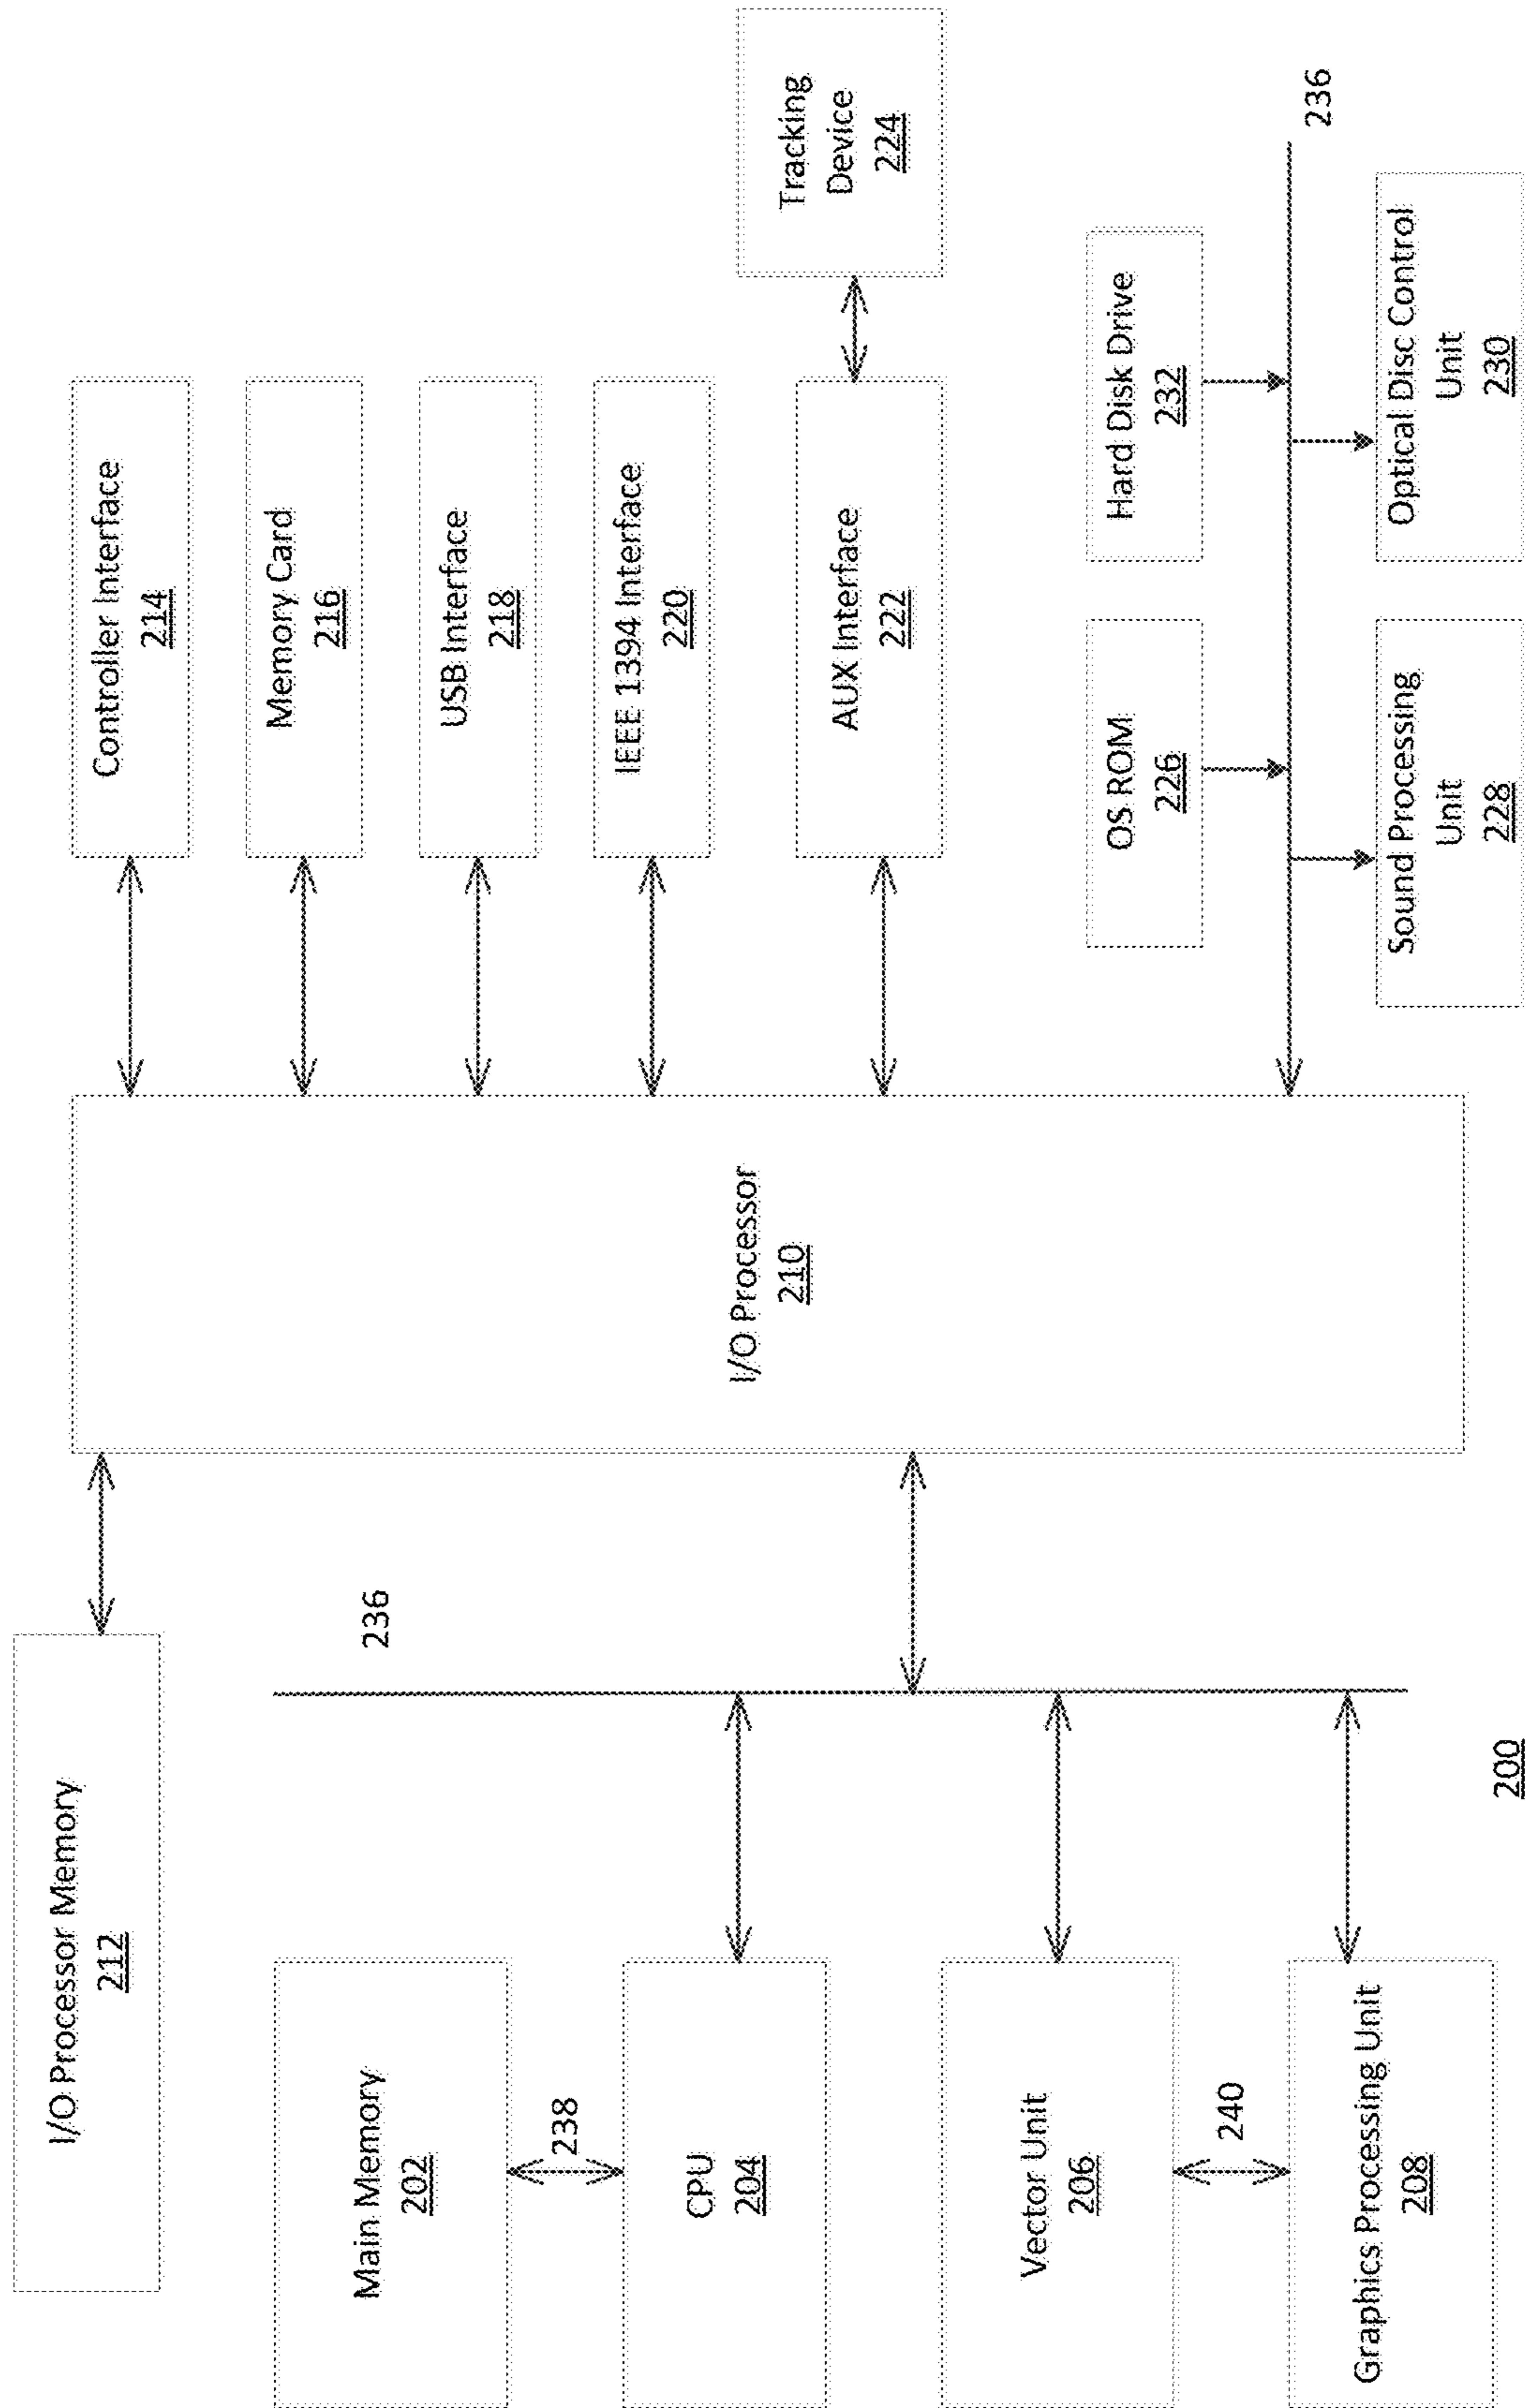 I/O Processor Memory
212
Main Memory
202
238
CPU
204
Vector Unit
206
240
Graphics Processing Unit
208
236
200
I/O Processor
210
Controller Interface
214
Memory Card
216
USB Interface
218
IEEE 1394 Interface
220
AUX Interface
222
Tracking
Device
224
OS ROM
226
Hard Disk Drive
232
236
Sound Processing
Unit
228
Optical Disc Control
Unit
230